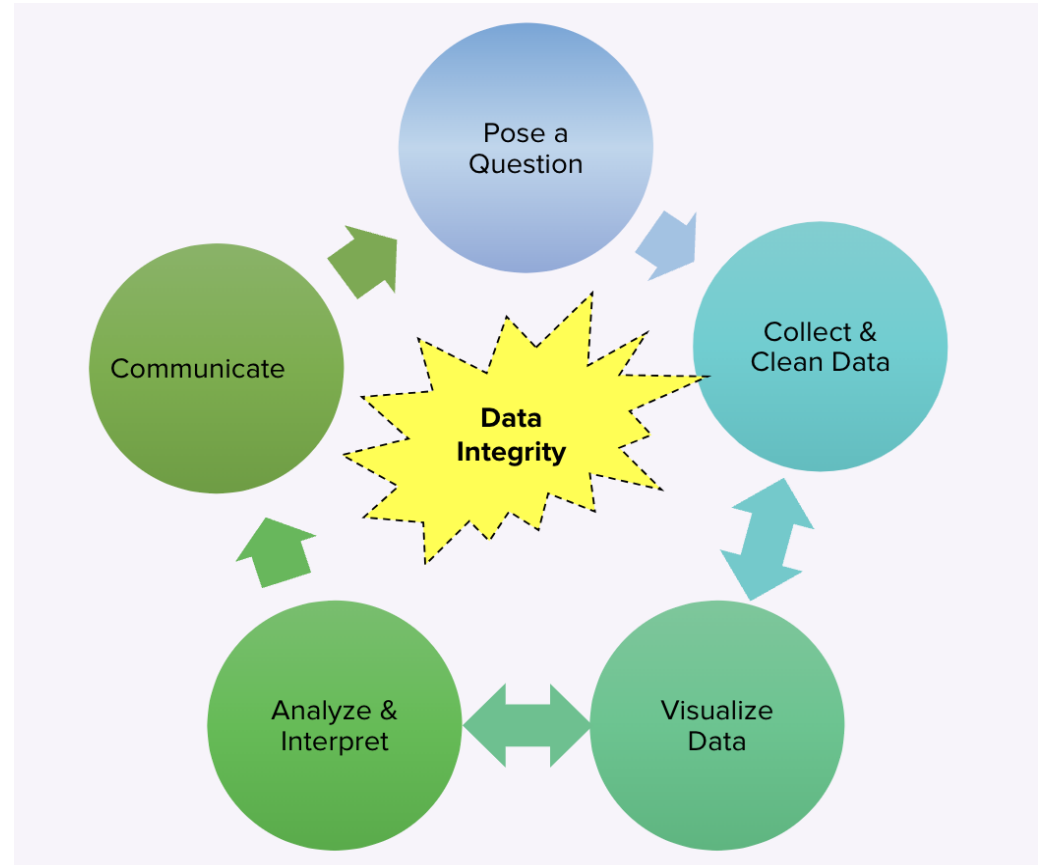 Pose a
Question
Collect &
Clean Data
Visualize
Data
Analyze &
Interpret
Communicate
Data
Integrity